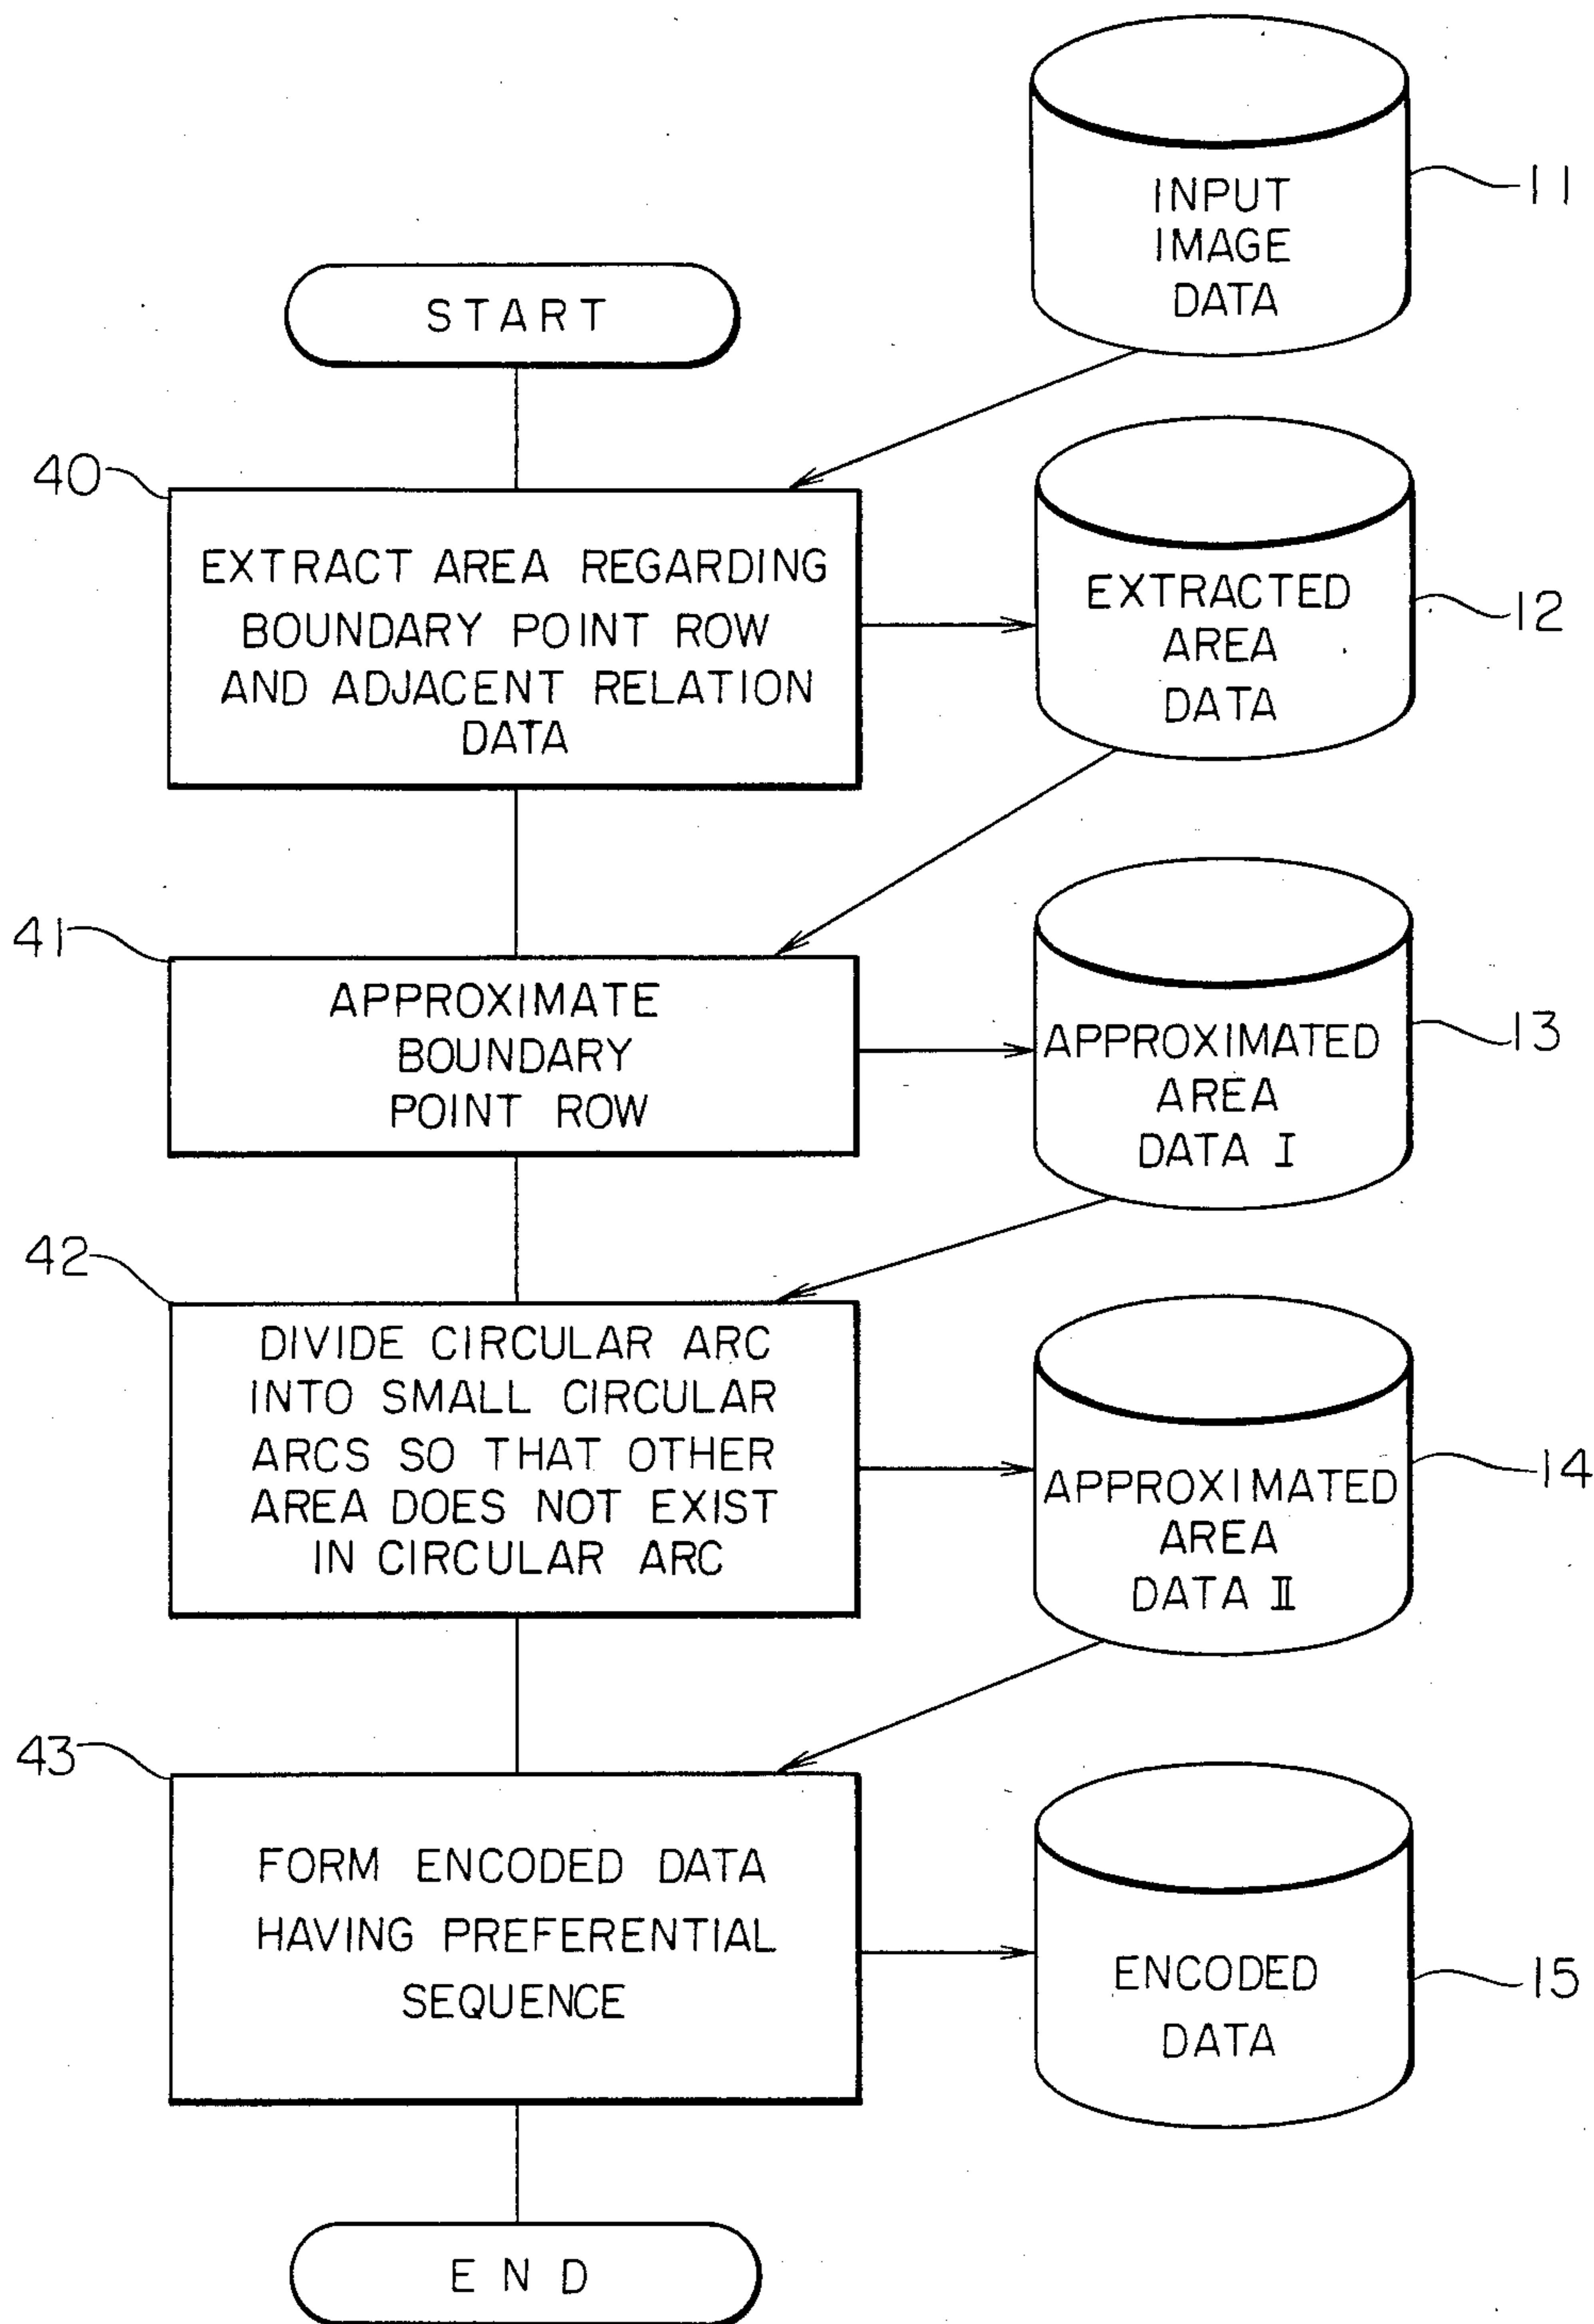 INPUT
IMAGE
DATA
11
START
40
EXTRACT AREA REGARDING
BOUNDARY POINT ROW
AND ADJACENT RELATION
DATA
EXTRACTED
AREA
DATA
12
41
APPROXIMATE
BOUNDARY
POINT ROW
APPROXIMATED
AREA
DATA I
13
42
DIVIDE CIRCULAR ARC
INTO SMALL CIRCULAR
ARCS SO THAT OTHER
AREA DOES NOT EXIST
IN CIRCULAR ARC
APPROXIMATED
AREA
DATA II
14
43
FORM ENCODED DATA
HAVING PREFERENTIAL
SEQUENCE
ENCODED
DATA
15
END